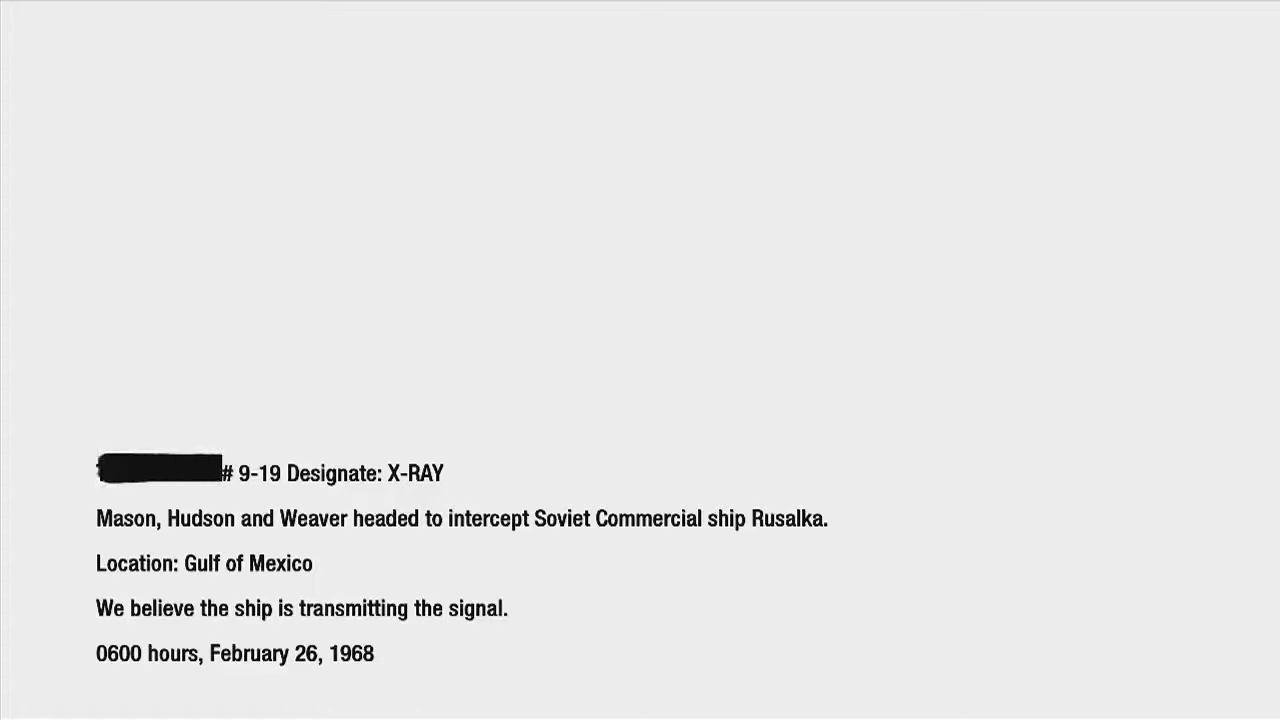 # 9-19 Designate: X-RAY
Mason, Hudson and Weaver headed to intercept Soviet Commercial ship Rusalka.
Location: Gulf of Mexico
We believe the ship is transmitting the signal.
0600 hours, February 26, 1968